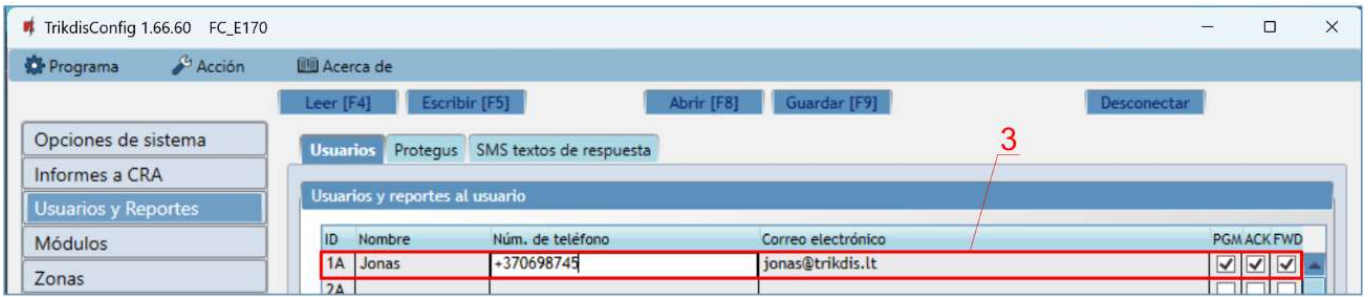 TrikdisConfig 1.66.60 FC_E170
Programa Acción Acerca de
Leer [F4] Escribir [F5] Abrir [F8] Guardar [F9] Desconectar
Opciones de sistema
Informes a CRA
Usuarios y Reportes
Módulos
Zonas
Usuarios Protegus SMS textos de respuesta
3
Usuarios y reportes al usuario
ID Nombre Núm. de teléfono Correo electrónico PGM ACK FWD
1A Jonas +370698745 jonas@trikdis.lt
2A